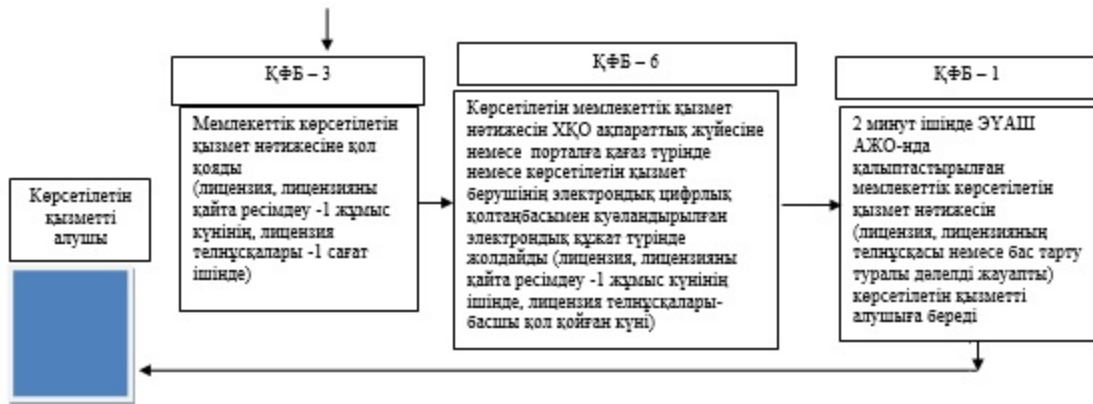 ҚФБ – 3
Мемлекеттік көрсетілетін
қызмет нәтижесіне қол
қояды
(лицензия, лицензияны
қайта ресімдеу -1 жұмыс
күнінің, лицензия
телнұсқалары -1 сағат
ішінде)
ҚФБ – 6
Көрсетілетін мемлекеттік қызмет
нәтижесін ХҚО ақпараттық жүйесіне
немесе порталға қағаз түрінде
немесе көрсетілетін қызмет
берушінің электрондық цифрлық
қолтаңбасымен куәландырылған
электрондық құжат түрінде
жолдайды (лицензия, лицензияны
қайта ресімдеу -1 жұмыс күнінің
ішінде, лицензия телнұсқалары-
басшы қол қойған күні)
ҚФБ – 1
2 минут ішінде ЭҮАШ
АЖО-нда
қалыптастырылған
мемлекеттік көрсетілетін
қызмет нәтижесін
(лицензия, лицензияның
телнұсқасы немесе бас тарту
туралы дәлелді жауапты)
көрсетілетін қызметті
алушыға береді
Көрсетілетін
қызметті
алушы